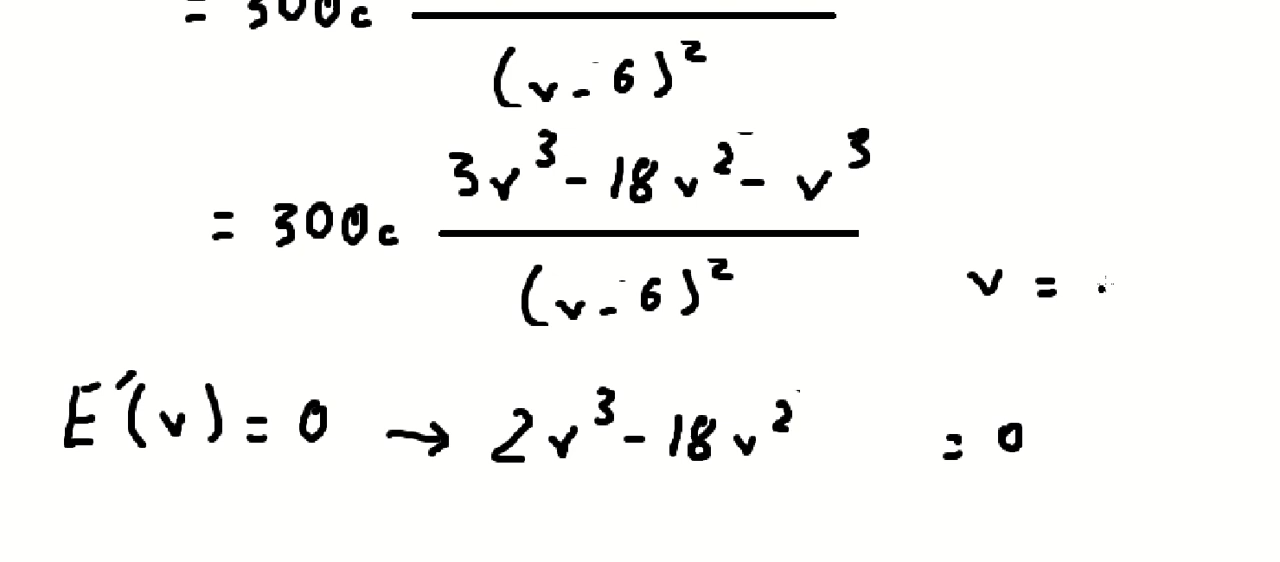 = 300c
(v - 6)²
3v³ - 18v² - v³
= 300c
(v - 6)²
v = .
E'(v) = 0 → 2v³ - 18v² = 0